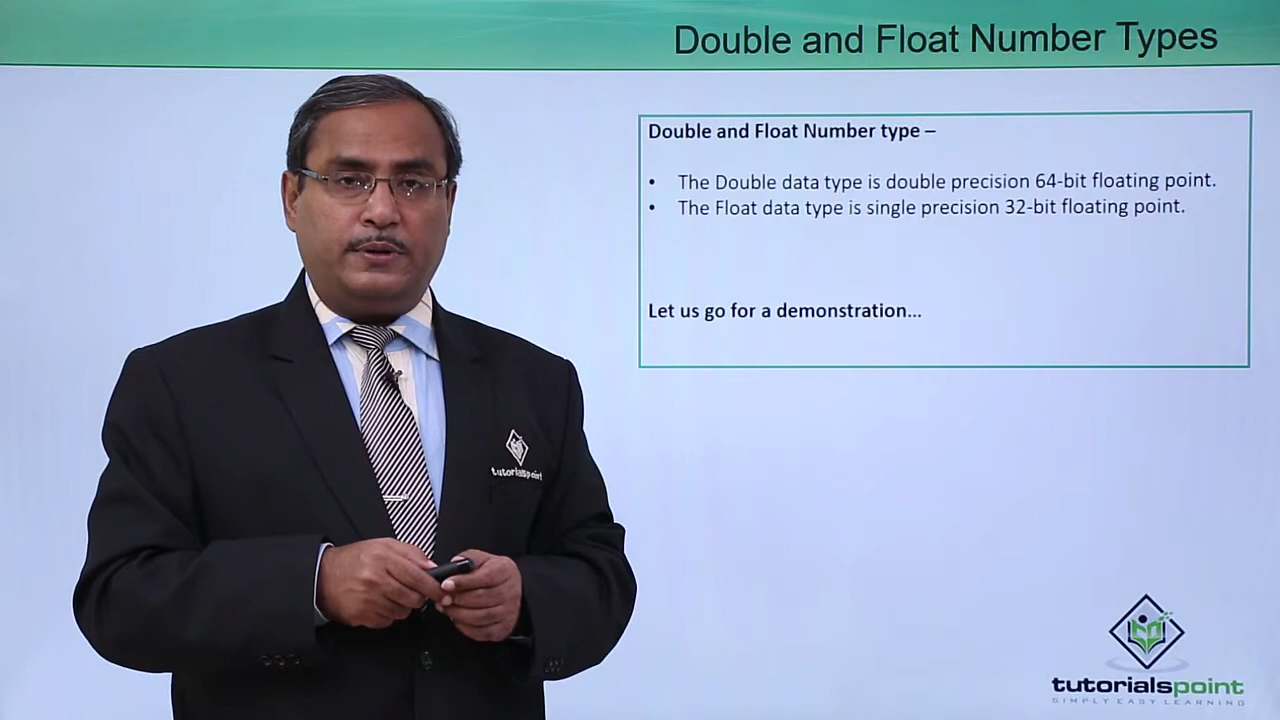 Double and Float Number Types
Double and Float Number type –
• The Double data type is double precision 64-bit floating point.
• The Float data type is single precision 32-bit floating point.
Let us go for a demonstration...
tutorialspoint
tutorialspoint
SIMPLY EASY LEARNING